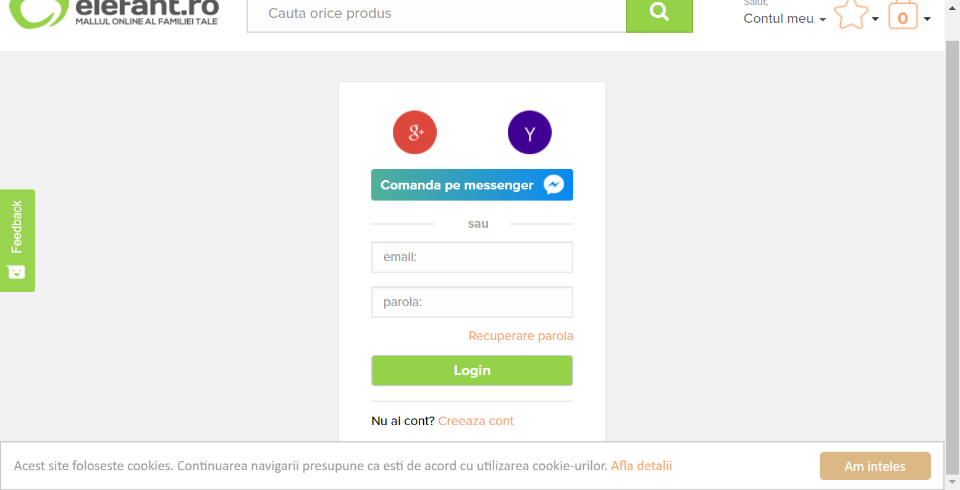 elefant.ro
MALLUL ONLINE AL FAMILIEI TALE
Cauta orice produs
Salut,
Contul meu
0
g+
Y
Comanda pe messenger
sau
email:
parola:
Recuperare parola
Login
Nu ai cont? Creeaza cont
Feedback
Acest site foloseste cookies. Continuarea navigarii presupune ca esti de acord cu utilizarea cookie-urilor. Afla detalii
Am inteles